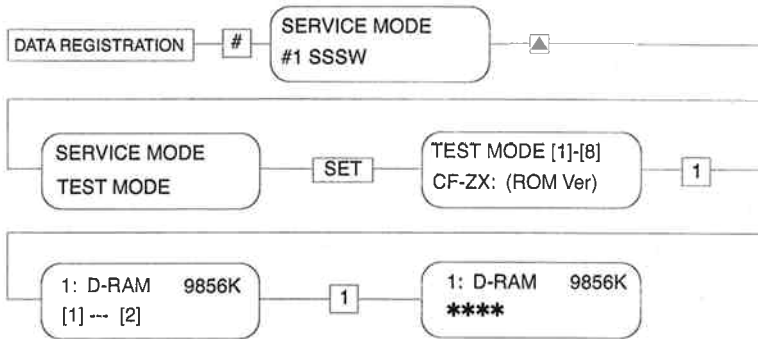 DATA REGISTRATION
#
SERVICE MODE
#1 SSSW
▲
SERVICE MODE
TEST MODE
SET
TEST MODE [1]-[8]
CF-ZX: (ROM Ver)
1
1: D-RAM 9856K
[1] --- [2]
1
1: D-RAM 9856K
****